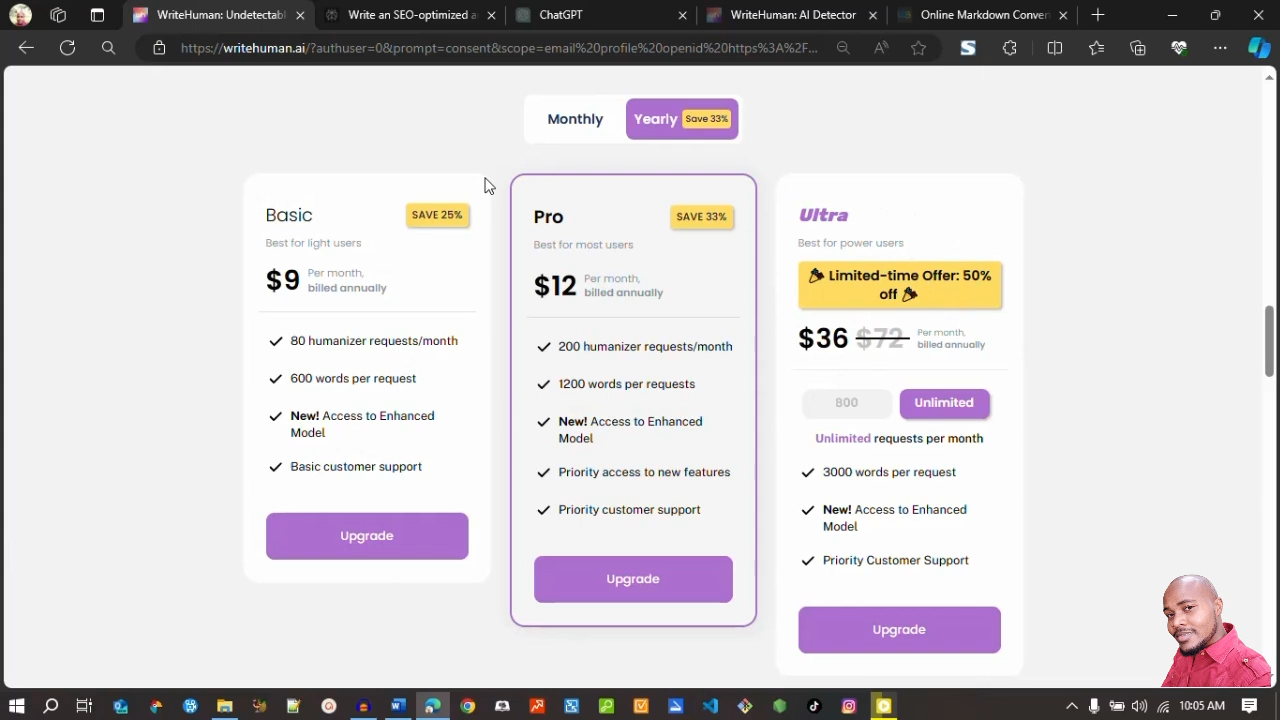 WriteHuman: Undetectabl
Write an SEO-optimized a
ChatGPT
WriteHuman: AI Detector
Online Markdown Conver
https://writehuman.ai/?authuser=0&prompt=consent&scope=email%20profile%20openid%20https%3A%2F...
Monthly
Yearly Save 33%
Basic
SAVE 25%
Best for light users
$9 Per month,
billed annually
80 humanizer requests/month
600 words per request
New! Access to Enhanced
Model
Basic customer support
Upgrade
Pro
SAVE 33%
Best for most users
$12 Per month,
billed annually
200 humanizer requests/month
1200 words per requests
New! Access to Enhanced
Model
Priority access to new features
Priority customer support
Upgrade
Ultra
Best for power users
Limited-time Offer: 50%
off
$36 $72 Per month,
billed annually
800
Unlimited
Unlimited requests per month
3000 words per request
New! Access to Enhanced
Model
Priority Customer Support
Upgrade
10:05 AM